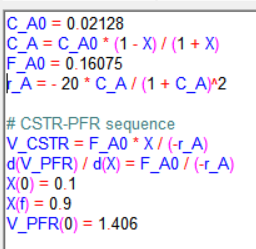 C_A0 = 0.02128
C_A = C_A0 * (1 - X) / (1 + X)
F_A0 = 0.16075
r_A = - 20 * C_A / (1 + C_A)^2
# CSTR-PFR sequence
V_CSTR = F_A0 * X / (-r_A)
d(V_PFR) / d(X) = F_A0 / (-r_A)
X(0) = 0.1
X(f) = 0.9
V_PFR(0) = 1.406